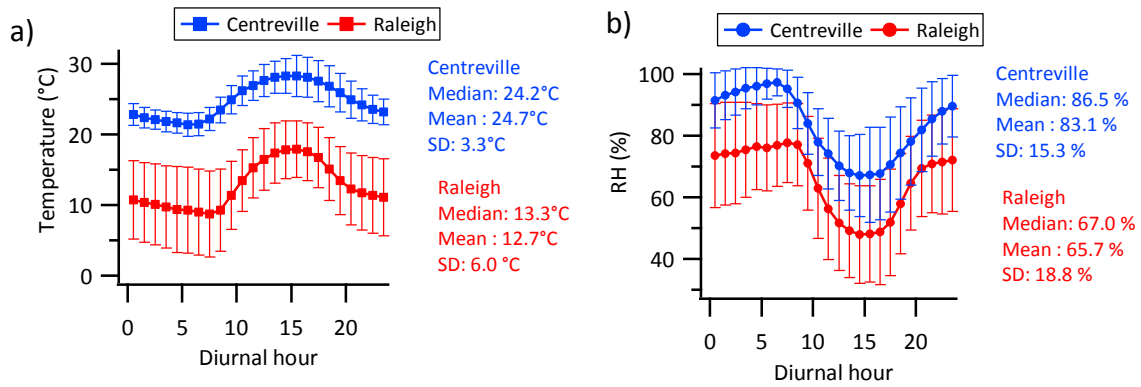 a)
Centreville Raleigh
30
20
10
0
Temperature (°C)
0 5 10 15 20
Diurnal hour
Centreville
Median: 24.2°C
Mean : 24.7°C
SD: 3.3°C
Raleigh
Median: 13.3°C
Mean : 12.7°C
SD: 6.0 °C
b)
Centreville Raleigh
100
80
60
40
RH (%)
0 5 10 15 20
Diurnal hour
Centreville
Median: 86.5 %
Mean : 83.1 %
SD: 15.3 %
Raleigh
Median: 67.0 %
Mean : 65.7 %
SD: 18.8 %